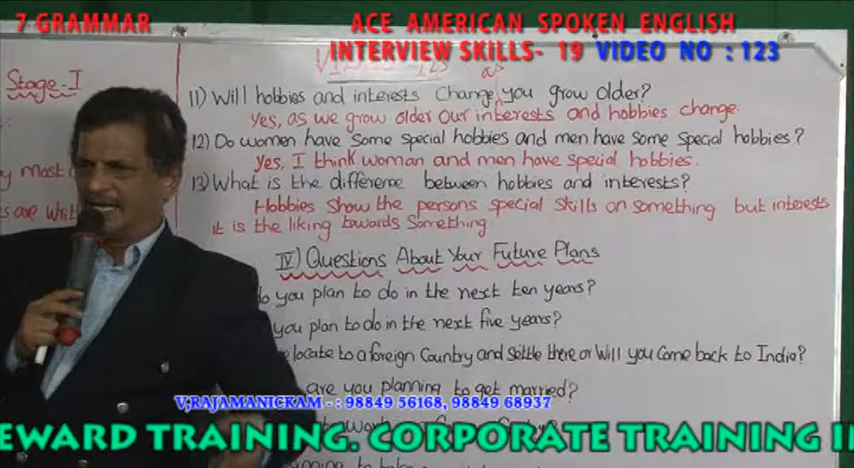 7 GRAMMAR
ACE AMERICAN SPOKEN ENGLISH
INTERVIEW SKILLS- 19 VIDEO NO : 123
Stage-I
11) Will hobbies and interests change as you grow older?
Yes, as we grow older our interests and hobbies change.
12) Do women have some special hobbies and men have some special hobbies?
Yes, I think woman and men have special hobbies.
y most
13) What is the difference between hobbies and interests?
Hobbies show the persons special skills on something but interests
s are
it is the liking towards something.
IV) Questions About Your Future Plans
do you plan to do in the next ten years?
you plan to do in the next five years?
locate to a foreign Country and settle there or Will you Come back to India?
are you planning to get married?
V.RAJAMANICKAM - : 98849 56168, 98849 68937
EWARD TRAINING. CORPORATE TRAINING I